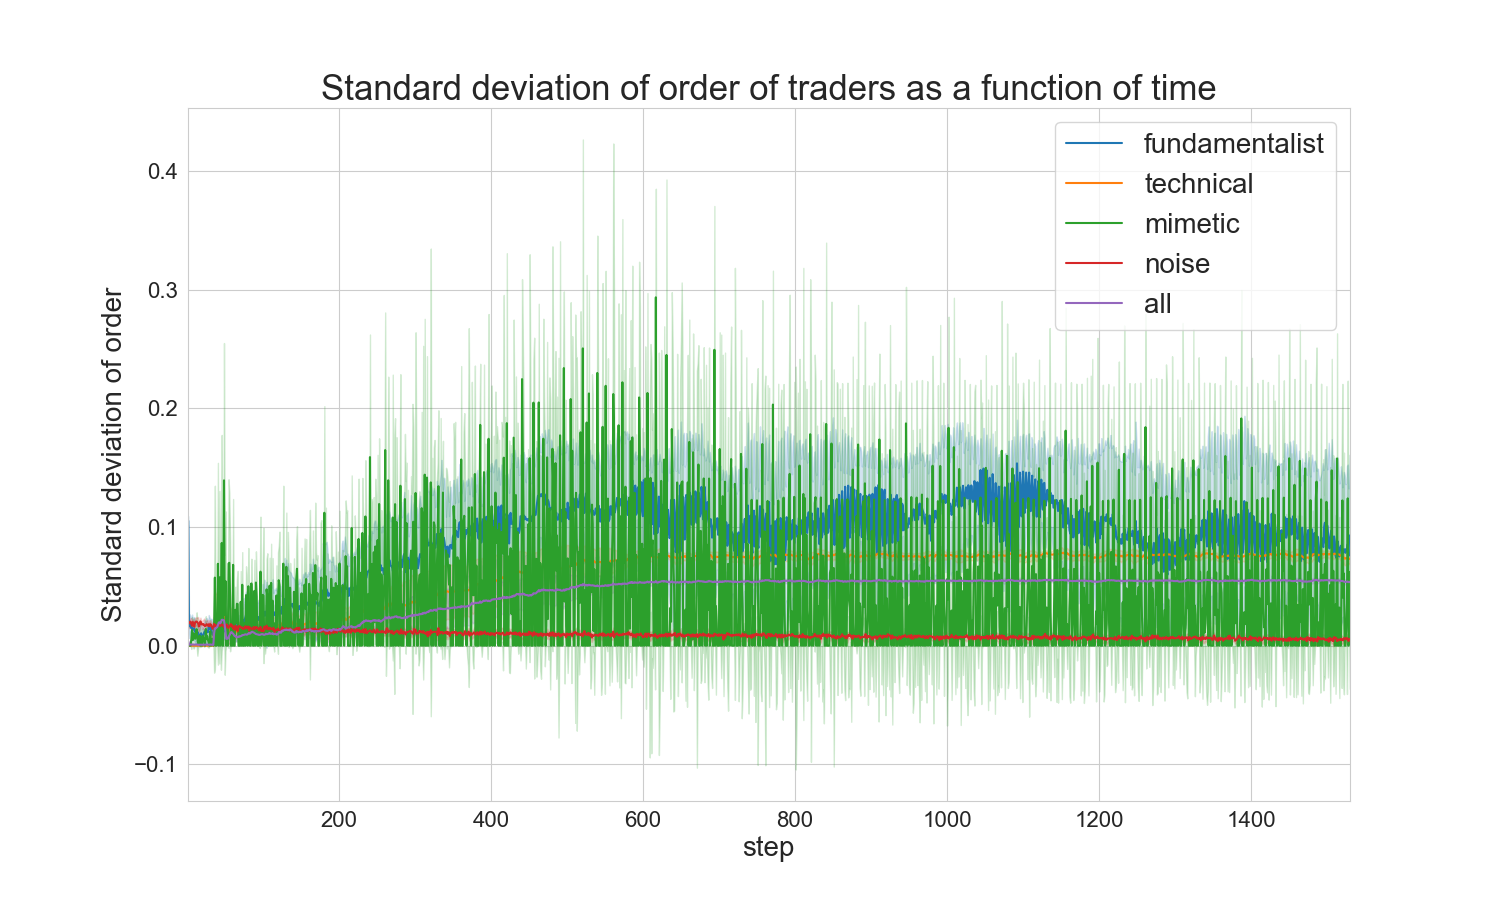 Standard deviation of order of traders as a function of time
fundamentalist
technical
mimetic
noise
all
Standard deviation of order
0.4
0.3
0.2
0.1
0.0
−0.1
200 400 600 800 1000 1200 1400
step